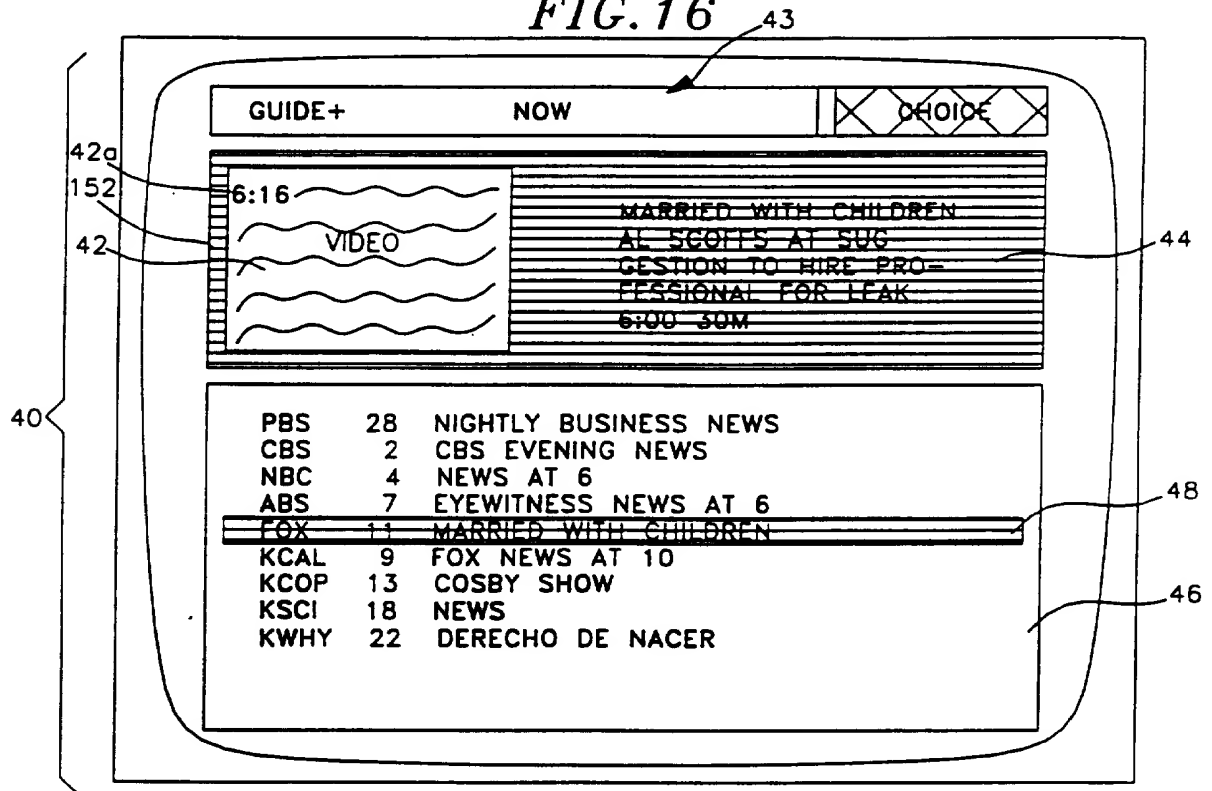 FIG. 16
43
GUIDE+ NOW CHOICE
42a
152
42
6:16
VIDEO
MARRIED WITH CHILDREN
AL SCOFFS AT SUG
GESTION TO HIRE PRO-
FESSIONAL FOR LEAK
6:00 30M
44
40
PBS 28 NIGHTLY BUSINESS NEWS
CBS 2 CBS EVENING NEWS
NBC 4 NEWS AT 6
ABS 7 EYEWITNESS NEWS AT 6
FOX 11 MARRIED WITH CHILDREN
KCAL 9 FOX NEWS AT 10
KCOP 13 COSBY SHOW
KSCI 18 NEWS
KWHY 22 DERECHO DE NACER
48
46